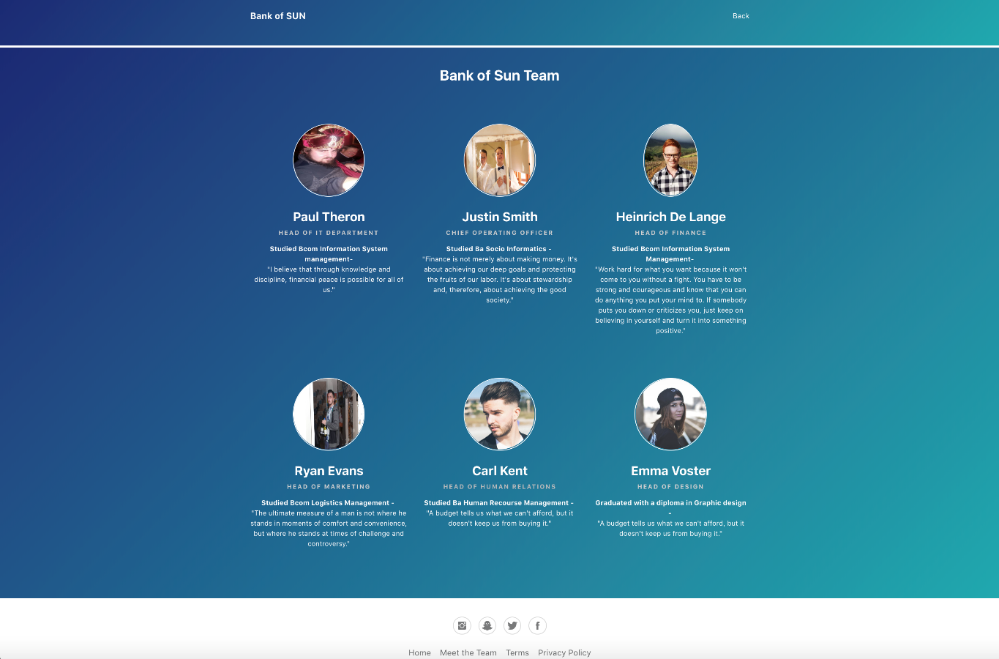 Bank of SUN
Back
Bank of Sun Team
Paul Theron
HEAD OF IT DEPARTMENT
Studied Bcom Information System
management-
"I believe that through knowledge and
discipline, financial peace is possible for all of
us."
Justin Smith
CHIEF OPERATING OFFICER
Studied Ba Socio Informatics -
"Finance is not merely about making money. It's
about achieving our deep goals and protecting
the fruits of our labor. It's about stewardship
and, therefore, about achieving the good
society."
Heinrich De Lange
HEAD OF FINANCE
Studied Bcom Information System
Management-
"Work hard for what you want because it won't
come to you without a fight. You have to be
strong and courageous and know that you can
do anything you put your mind to. If somebody
puts you down or criticizes you, just keep on
believing in yourself and turn it into something
positive."
Ryan Evans
HEAD OF MARKETING
Studied Bcom Logistics Management -
"The ultimate measure of a man is not where he
stands in moments of comfort and convenience,
but where he stands at times of challenge and
controversy."
Carl Kent
HEAD OF HUMAN RELATIONS
Studied Ba Human Recourse Management -
"A budget tells us what we can't afford, but it
doesn't keep us from buying it."
Emma Voster
HEAD OF DESIGN
Graduated with a diploma in Graphic design
-
"A budget tells us what we can't afford, but it
doesn't keep us from buying it."
Home Meet the Team Terms Privacy Policy